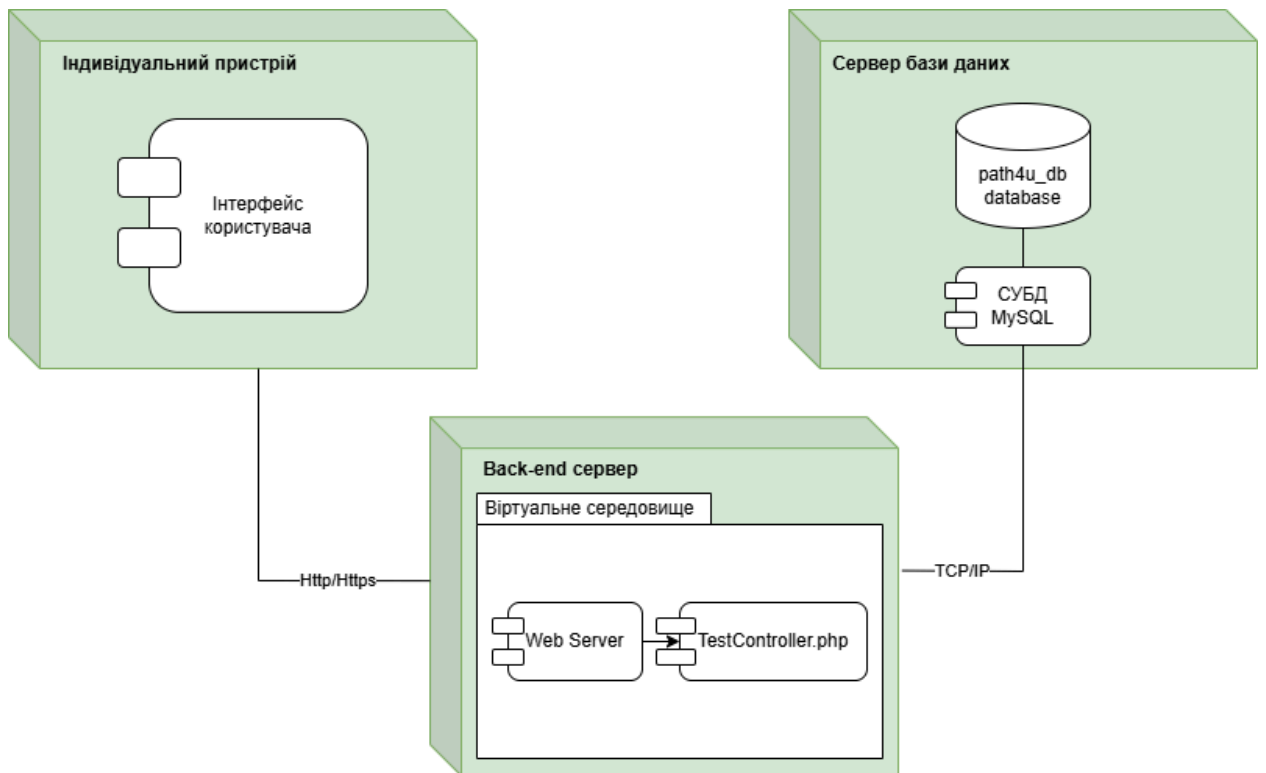 Індивідуальний пристрій
Інтерфейс
користувача
Сервер бази даних
path4u_db
database
СУБД
MySQL
Back-end сервер
Віртуальне середовище
Web Server
TestController.php
Http/Https
TCP/IP